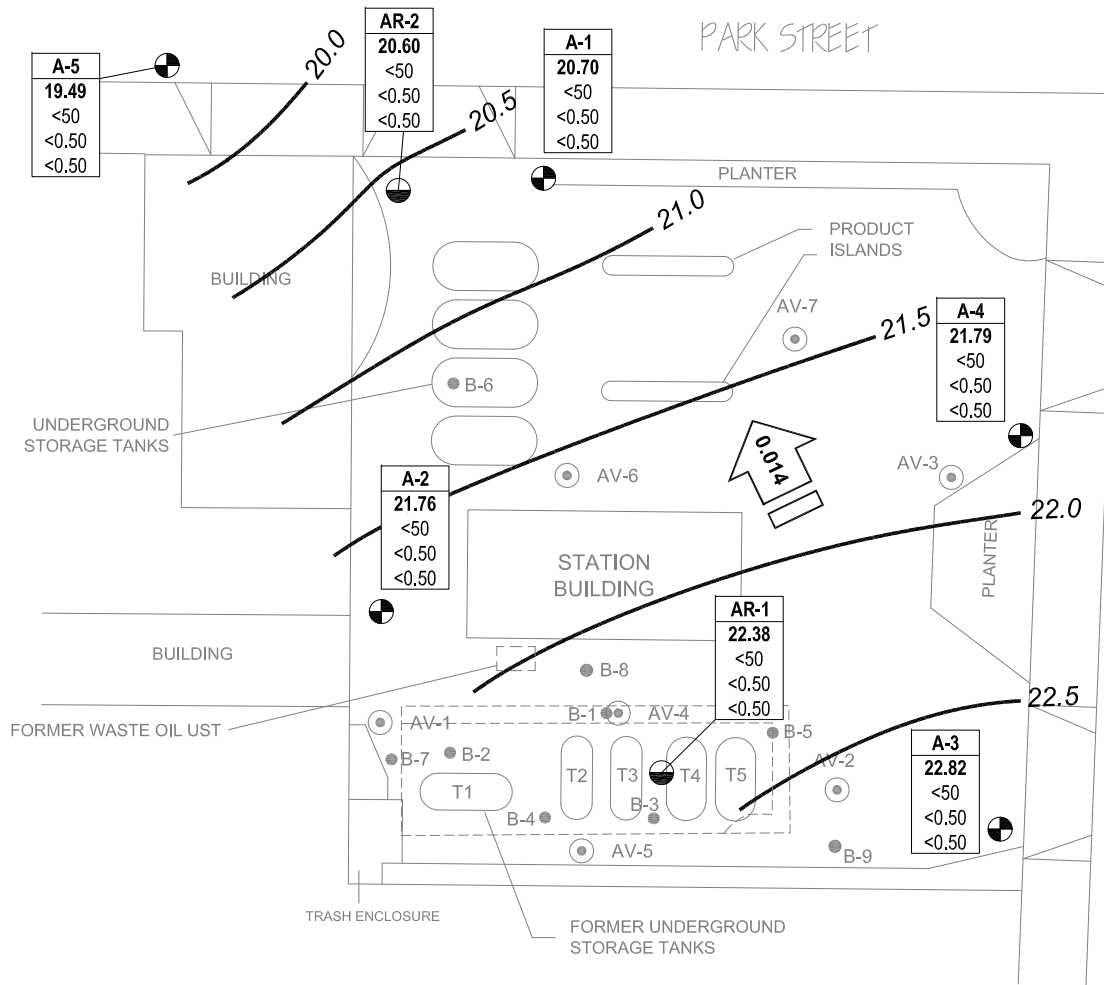 PARK STREET
A-5
19.49
<50
<0.50
<0.50
20.0
AR-2
20.60
<50
<0.50
<0.50
20.5
A-1
20.70
<50
<0.50
<0.50
PLANTER
21.0
PRODUCT
ISLANDS
BUILDING
AV-7
21.5
A-4
21.79
<50
<0.50
<0.50
B-6
UNDERGROUND
STORAGE TANKS
0.014
A-2
21.76
<50
<0.50
<0.50
AV-6
AV-3
22.0
PLANTER
STATION
BUILDING
AR-1
22.38
<50
<0.50
<0.50
BUILDING
B-8
22.5
FORMER WASTE OIL UST
AV-1
B-1
AV-4
B-5
A-3
22.82
<50
<0.50
<0.50
B-7
B-2
T1
T2
T3
T4
T5
AV-2
B-4
B-3
AV-5
B-9
TRASH ENCLOSURE
FORMER UNDERGROUND
STORAGE TANKS